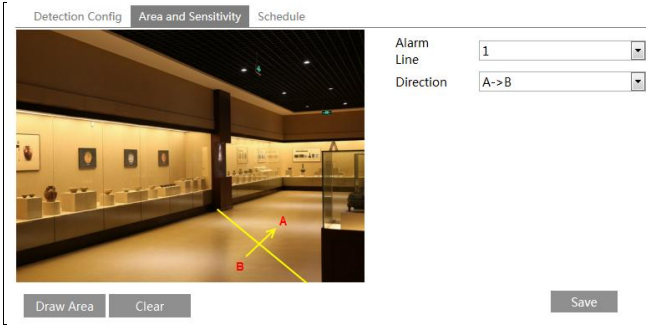 Detection Config Area and Sensitivity Schedule
Alarm
Line
1
Direction
A->B
A
B
Draw Area Clear
Save